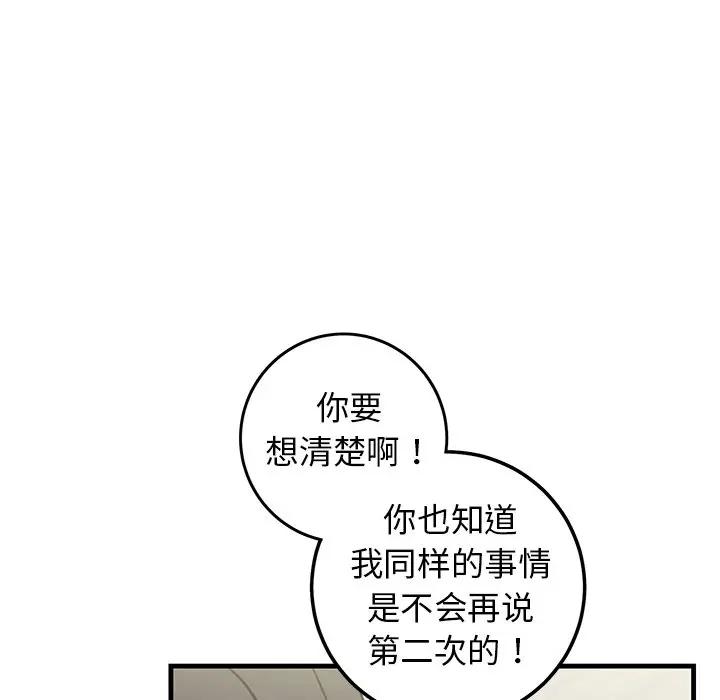 你要
想清楚啊！
你也知道
我同样的事情
是不会再说
第二次的！